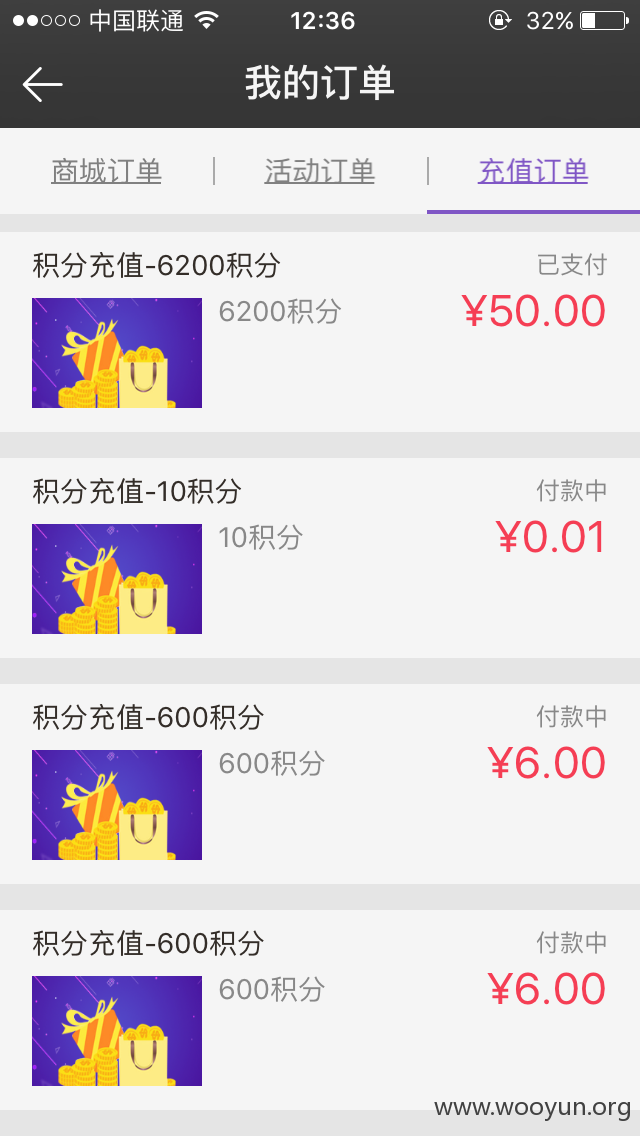 中国联通 12:36 32%
我的订单
商城订单 活动订单 充值订单
积分充值-6200积分 已支付
6200积分 ¥50.00
积分充值-10积分 付款中
10积分 ¥0.01
积分充值-600积分 付款中
600积分 ¥6.00
积分充值-600积分 付款中
600积分 ¥6.00
www.wooyun.org